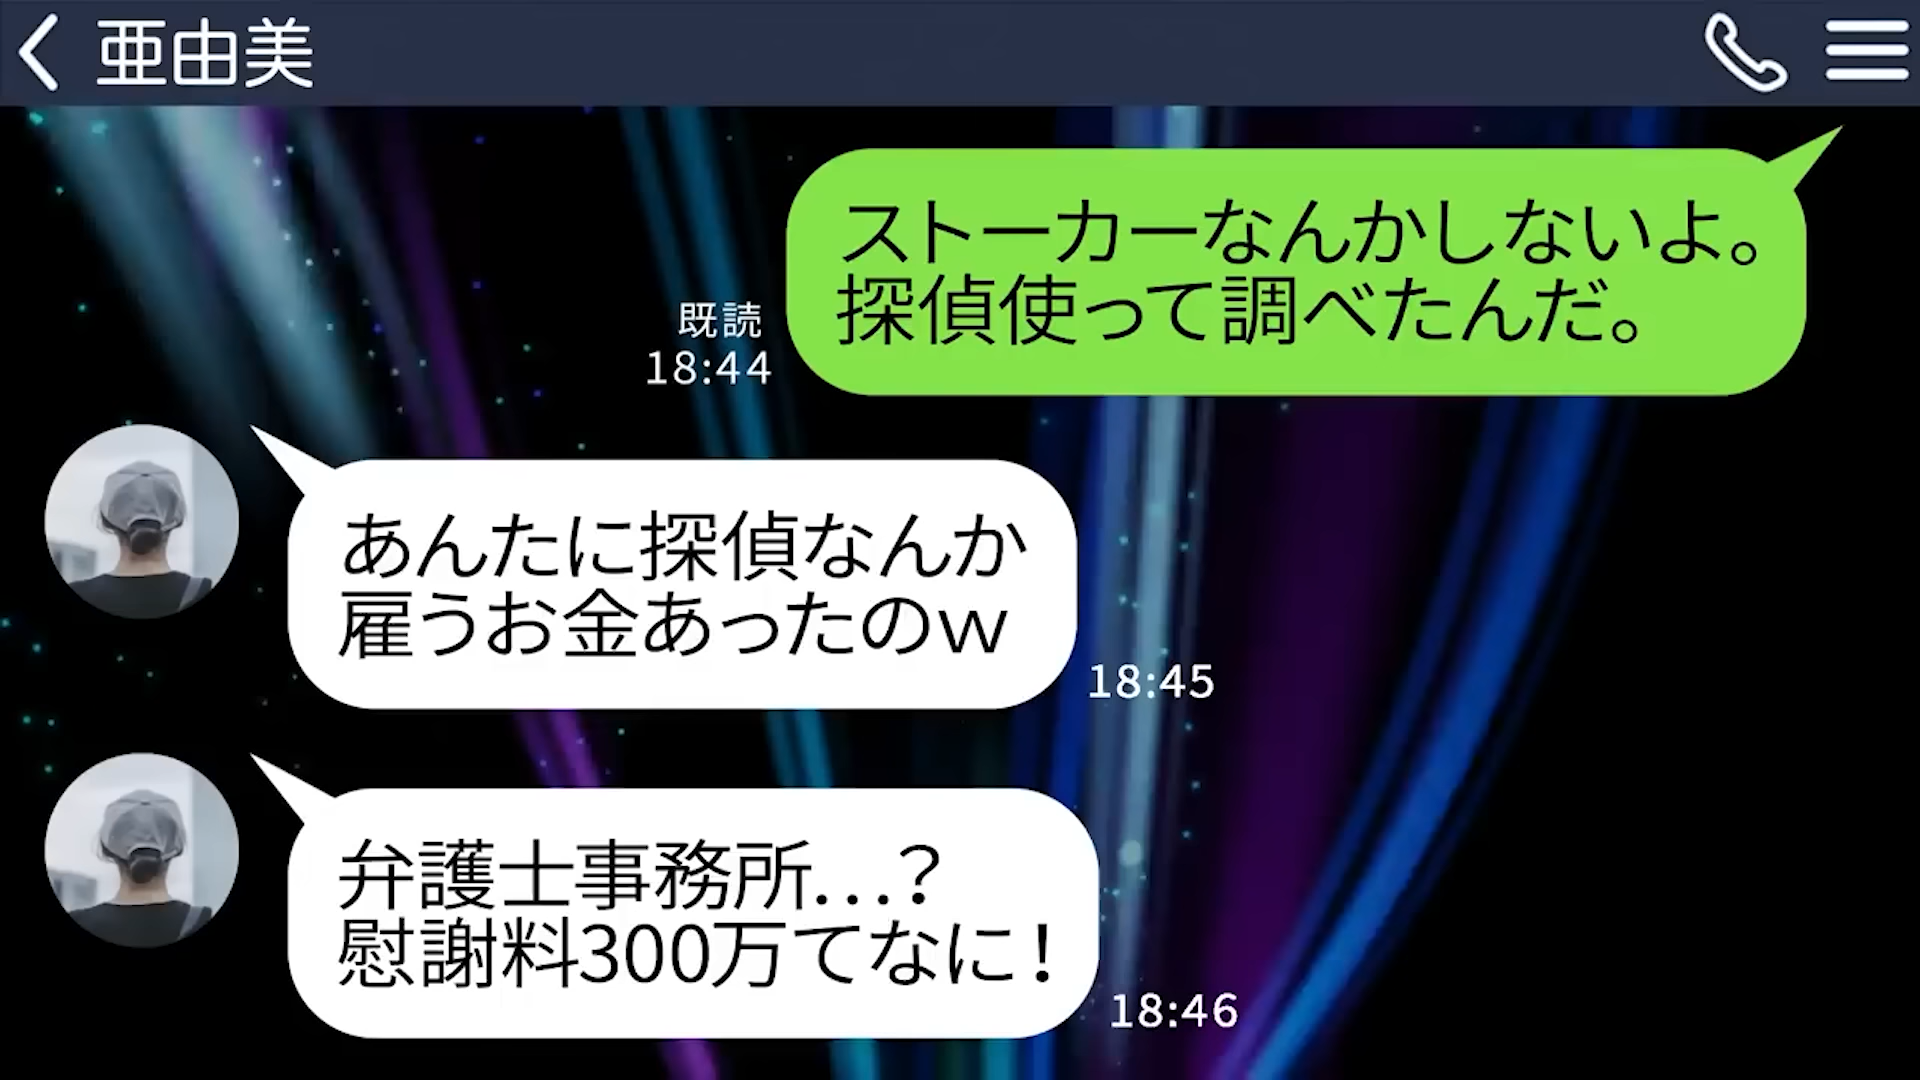 亜由美
ストーカーなんかしないよ。
探偵使って調べたんだ。
既読
18:44
あんたに探偵なんか
雇うお金あったのｗ
18:45
弁護士事務所…？
慰謝料300万てなに！
18:46